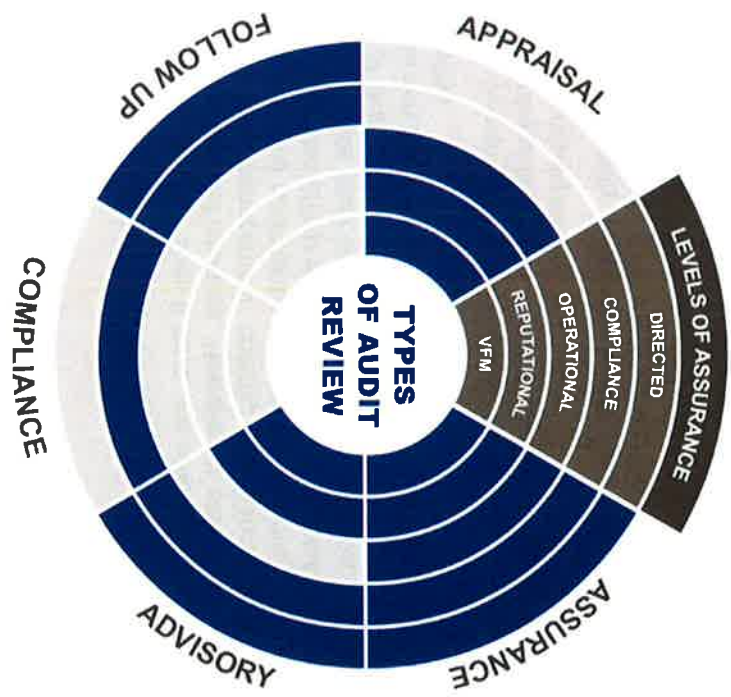 TYPES
OF AUDIT
REVIEW
LEVELS OF ASSURANCE
DIRECTED
COMPLIANCE
OPERATIONAL
REPUTATIONAL
VFM
ASSURANCE
ADVISORY
COMPLIANCE
FOLLOW UP
APPRAISAL